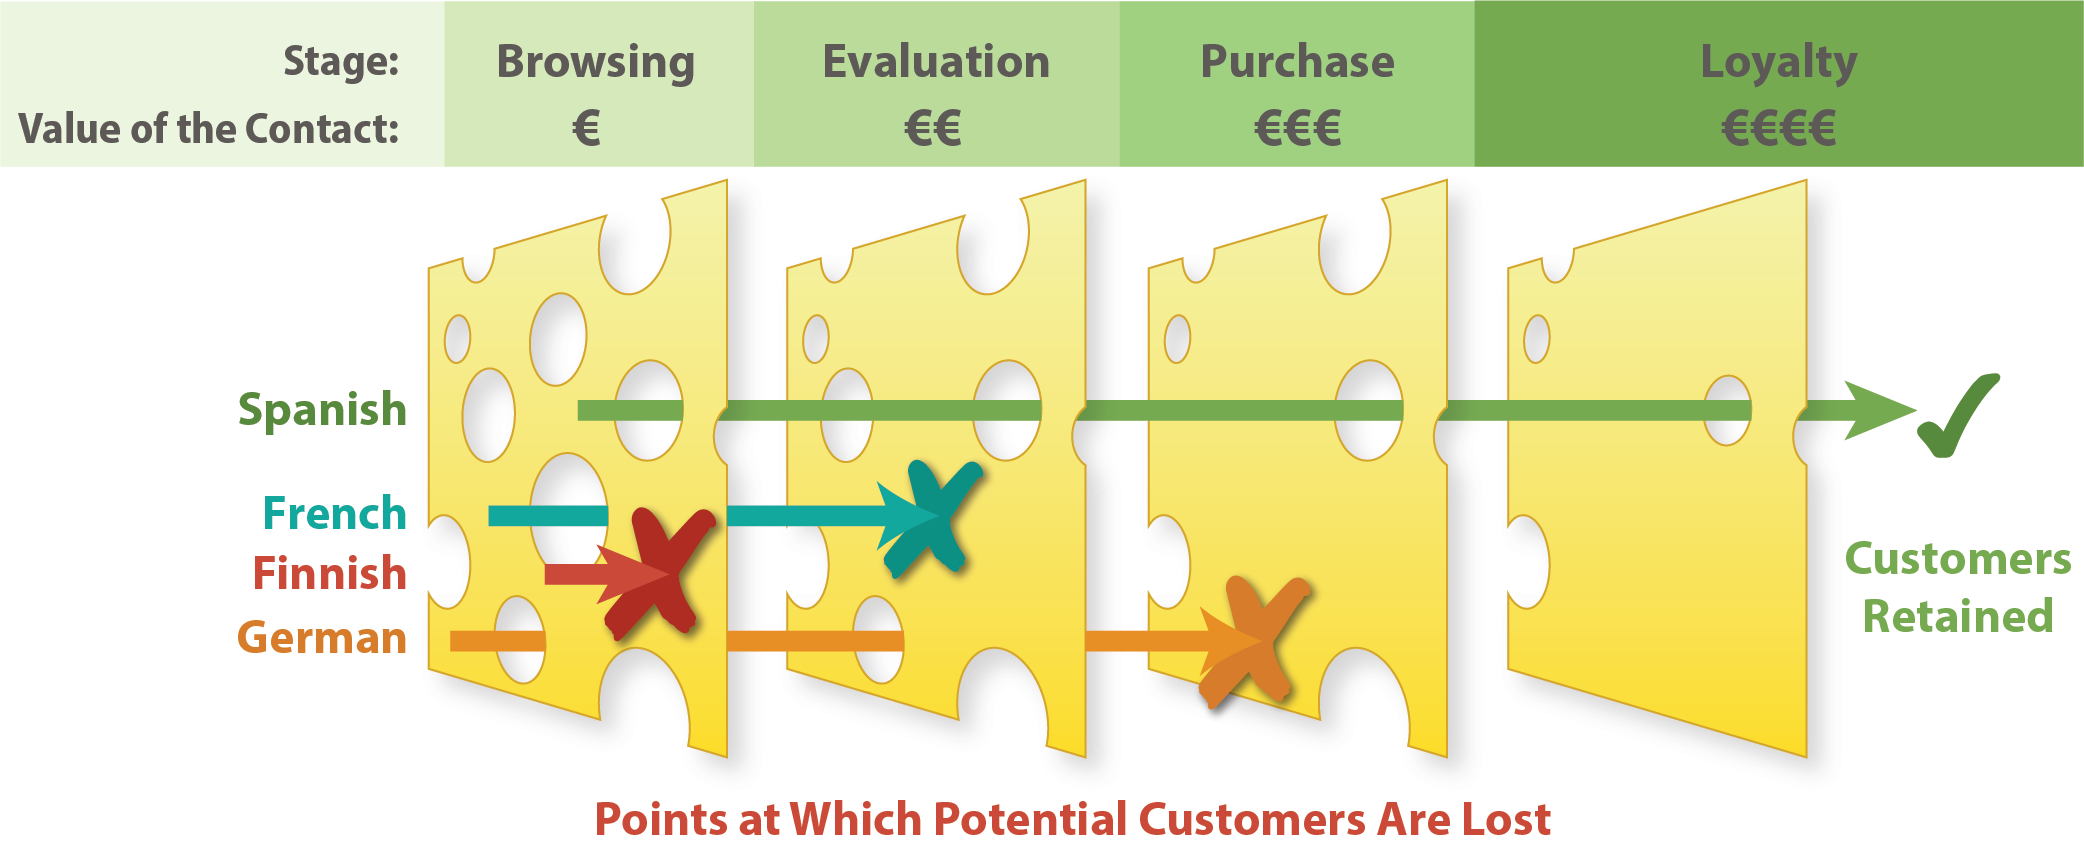 Stage: Browsing Evaluation Purchase Loyalty
Value of the Contact: € €€ €€€ €€€€
Spanish
French
Finnish
German
Customers
Retained
Points at Which Potential Customers Are Lost